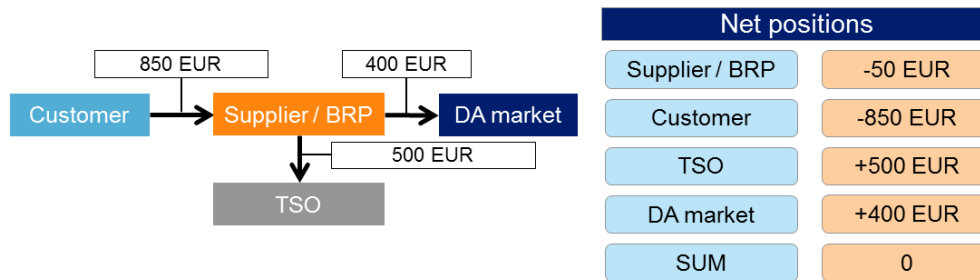 850 EUR
400 EUR
Customer
Supplier / BRP
DA market
500 EUR
TSO
Net positions
Supplier / BRP
-50 EUR
Customer
-850 EUR
TSO
+500 EUR
DA market
+400 EUR
SUM
0